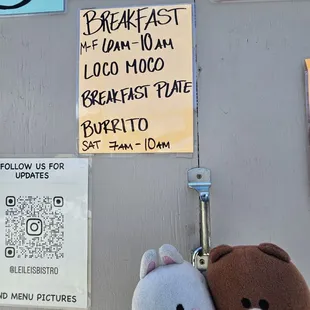 BREAKFAST
M-F 6AM-10AM
LOCO MOCO
BREAKFAST PLATE
BURRITO
SAT 7AM-10AM
FOLLOW US FOR
UPDATES
@LEILEISBISTRO
ND MENU PICTURES